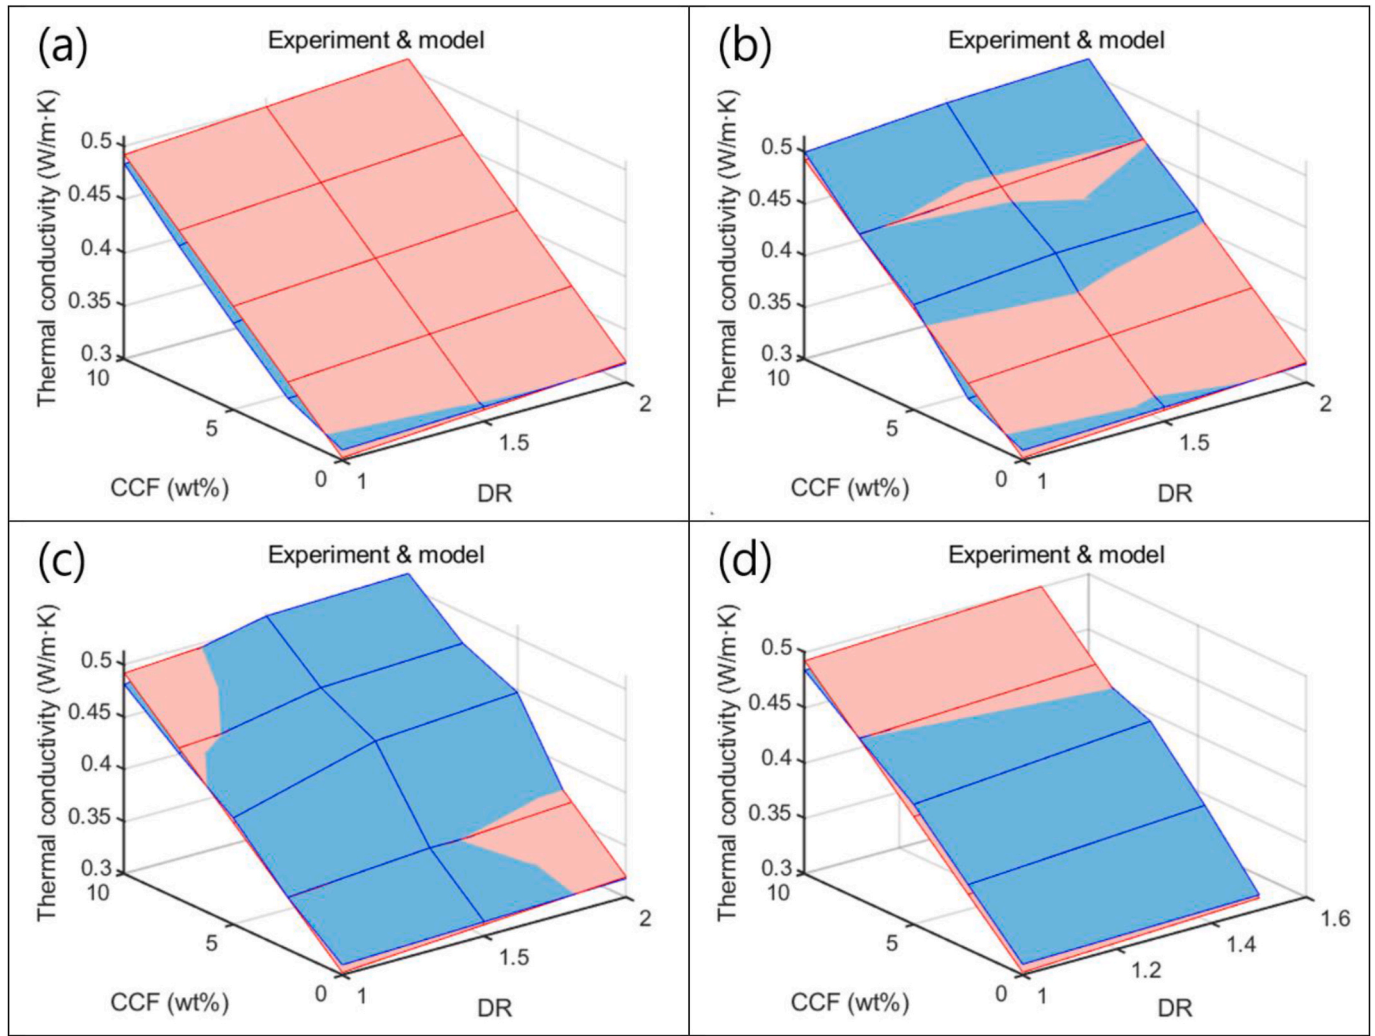 (a)
Experiment & model
Thermal conductivity (W/m·K)
0.5
0.45
0.4
0.35
0.3
10
5
0
CCF (wt%)
1
1.5
2
DR
(b)
Experiment & model
Thermal conductivity (W/m·K)
0.5
0.45
0.4
0.35
0.3
10
5
0
CCF (wt%)
1
1.5
2
DR
(c)
Experiment & model
Thermal conductivity (W/m·K)
0.5
0.45
0.4
0.35
0.3
10
5
0
CCF (wt%)
1
1.5
2
DR
(d)
Experiment & model
Thermal conductivity (W/m·K)
0.5
0.45
0.4
0.35
0.3
10
5
0
CCF (wt%)
1
1.2
1.4
1.6
DR